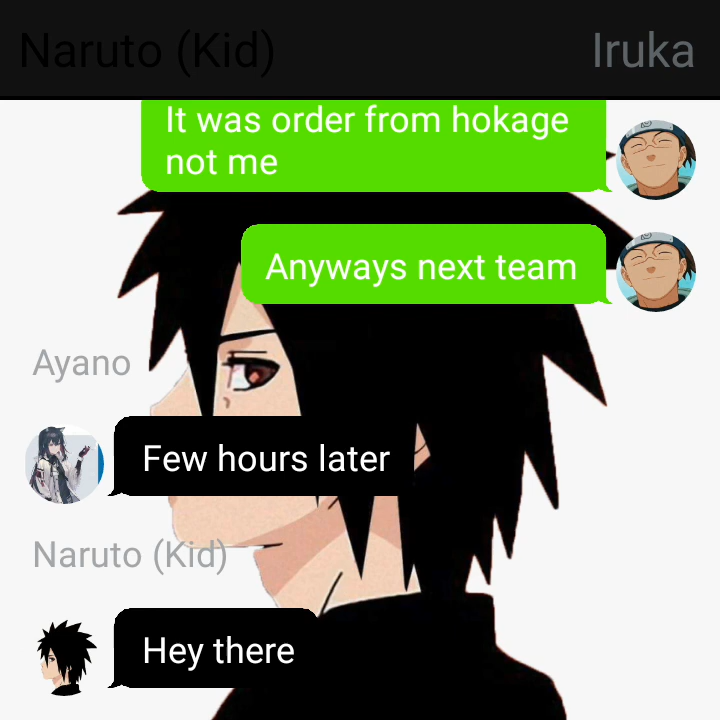 Naruto (Kid)
Iruka
It was order from hokage
not me
Anyways next team
Ayano
Few hours later
Naruto (Kid)
Hey there